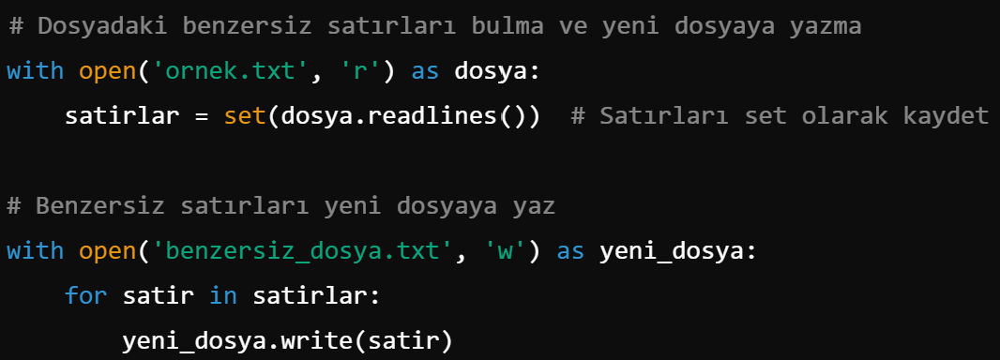 # Dosyadaki benzersiz satırları bulma ve yeni dosyaya yazma
with open('ornek.txt', 'r') as dosya:
    satirlar = set(dosya.readlines())  # Satırları set olarak kaydet

# Benzersiz satırları yeni dosyaya yaz
with open('benzersiz_dosya.txt', 'w') as yeni_dosya:
    for satir in satirlar:
        yeni_dosya.write(satir)